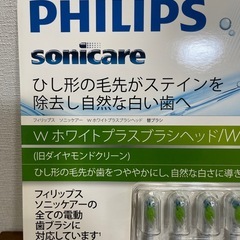 PHILIPS
sonicare
ひし形の毛先がステインを
除去し自然な白い歯へ
フィリップス ソニッケアー W ホワイトプラスブラシヘッド 替ブラシ
W ホワイトプラスブラシヘッド/W
(旧ダイヤモンドクリーン)
ひし形の毛先が歯をつややかにし、自然な白さに導き
フィリップス
ソニッケアーの
全ての電動
歯ブラシに
対応しています